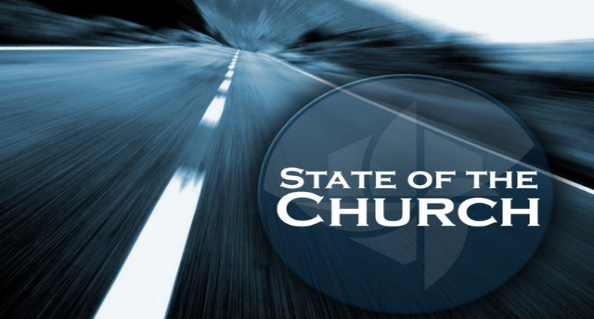 State of the
Church